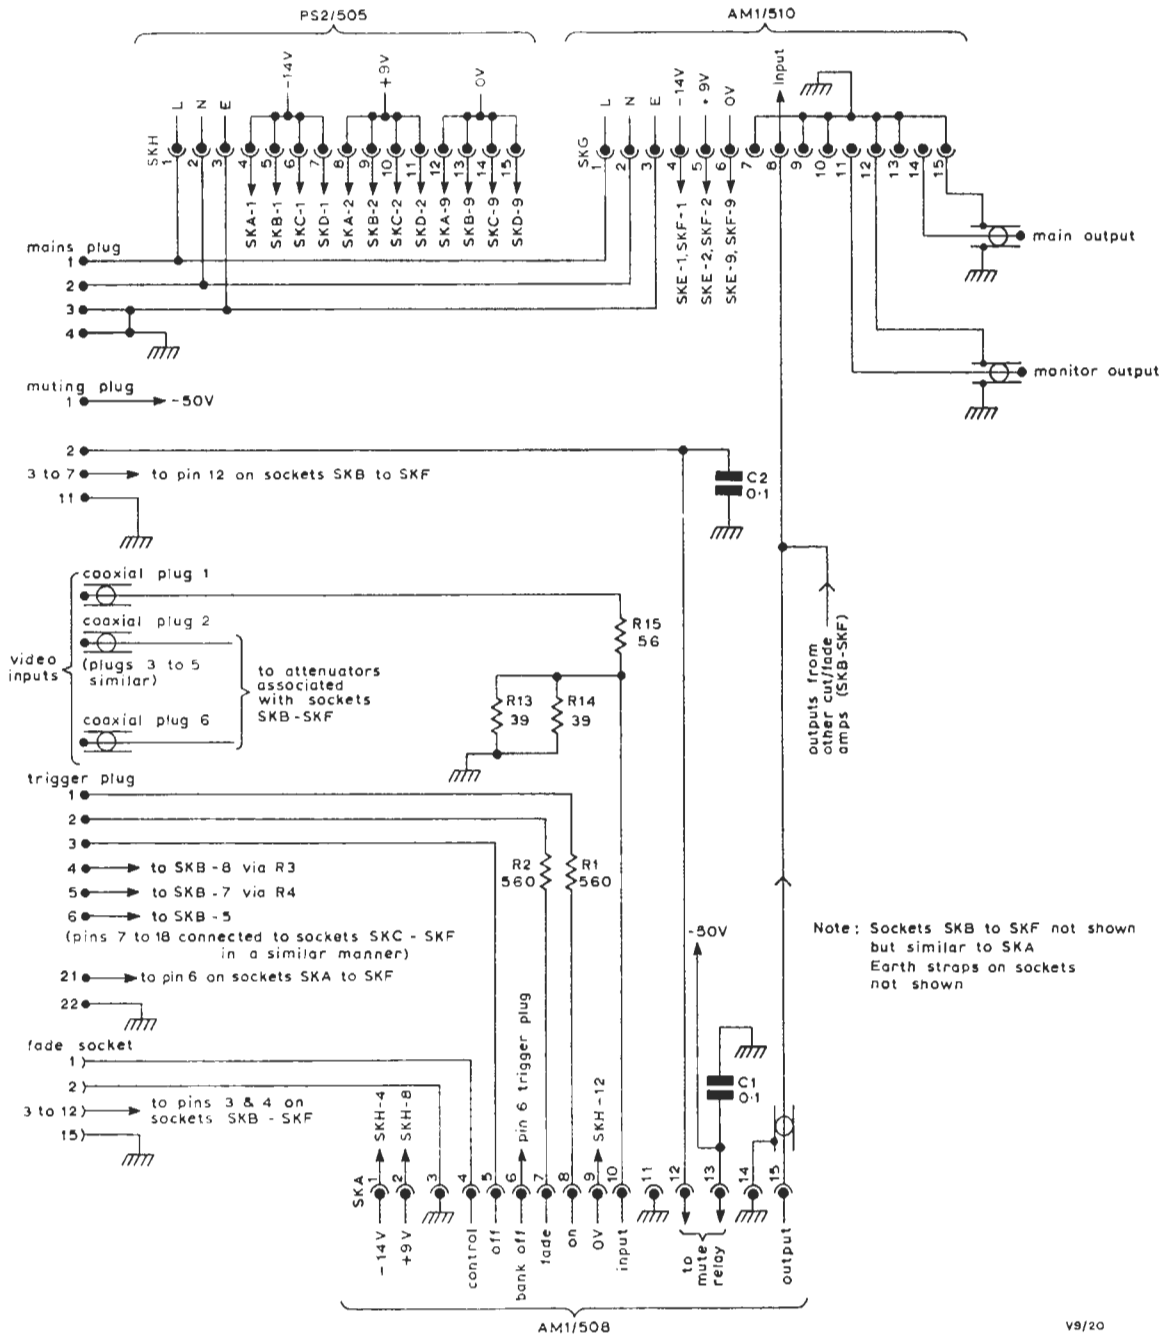 PS2/505
AM1/510
L
N
E
-14V
+9V
0V
L
N
E
-14V
+9V
0V
Input
SKH
1
2
3
4
5
6
7
8
9
10
11
12
13
14
15
SKG
1
2
3
4
5
6
7
8
9
10
11
12
13
14
15
SKA-1
SKB-1
SKC-1
SKD-1
SKA-2
SKB-2
SKC-2
SKD-2
SKA-9
SKB-9
SKC-9
SKD-9
SKE-1, SKF-1
SKE-2, SKF-2
SKE-9, SKF-9
main output
monitor output
mains plug
1
2
3
4
muting plug
1
-50V
2
3 to 7
to pin 12 on sockets SKB to SKF
11
C2
0·1
video
inputs
coaxial plug 1
coaxial plug 2
(plugs 3 to 5
similar)
coaxial plug 6
to attenuators
associated
with sockets
SKB-SKF
R15
56
R13
39
R14
39
outputs from
other cut/fade
amps (SKB-SKF)
trigger plug
1
2
3
4
to SKB-8 via R3
5
to SKB-7 via R4
6
to SKB-5
(pins 7 to 18 connected to sockets SKC - SKF
in a similar manner)
21
to pin 6 on sockets SKA to SKF
22
R2
560
R1
560
-50V
Note: Sockets SKB to SKF not shown
but similar to SKA
Earth straps on sockets
not shown
fade socket
1
2
3 to 12
to pins 3 & 4 on
sockets SKB - SKF
15
C1
0·1
SKH-4
SKH-8
pin 6 trigger plug
SKH-12
SKA
1
2
3
4
5
6
7
8
9
10
11
12
13
14
15
-14V
+9V
control
off
bank off
fade
on
0V
input
to
mute
relay
output
AM1/508
V9/20